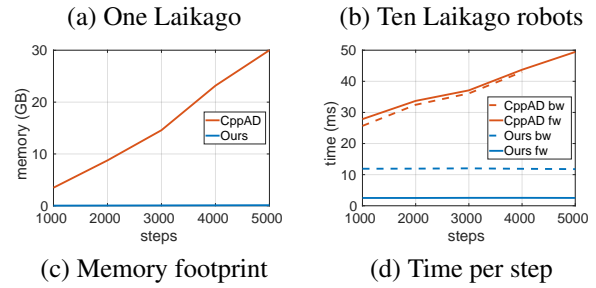 (a) One Laikago
(b) Ten Laikago robots
30
20
10
0
memory (GB)
CppAD
Ours
1000 2000 3000 4000 5000
steps
50
40
30
20
10
0
time (ms)
CppAD bw
CppAD fw
Ours bw
Ours fw
1000 2000 3000 4000 5000
steps
(c) Memory footprint
(d) Time per step